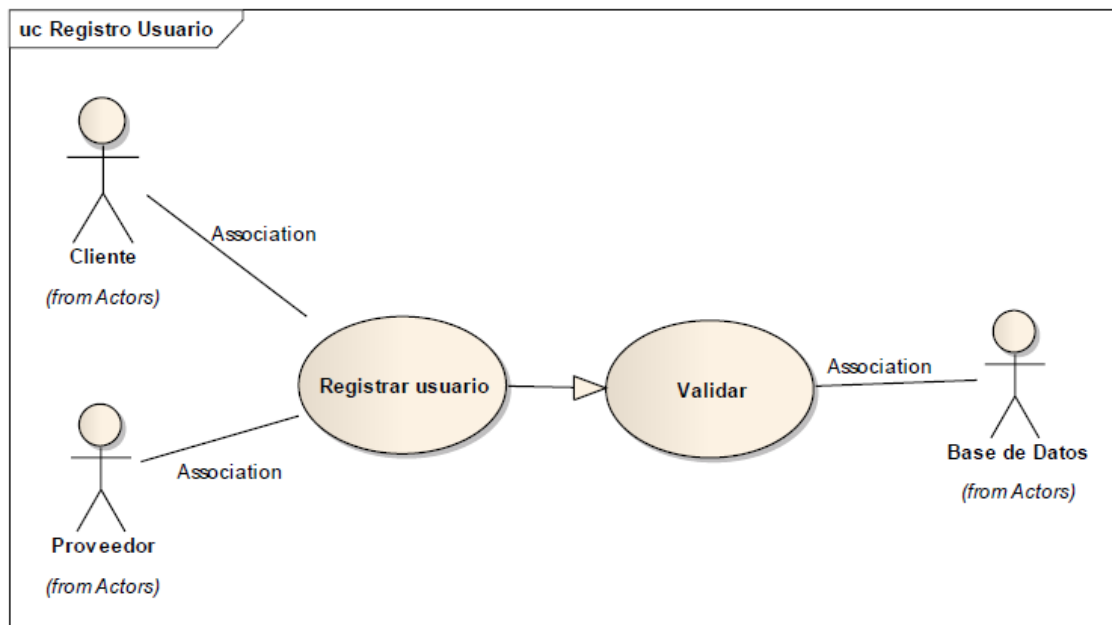 uc Registro Usuario
Cliente
(from Actors)
Association
Registrar usuario
Validar
Association
Base de Datos
(from Actors)
Association
Proveedor
(from Actors)